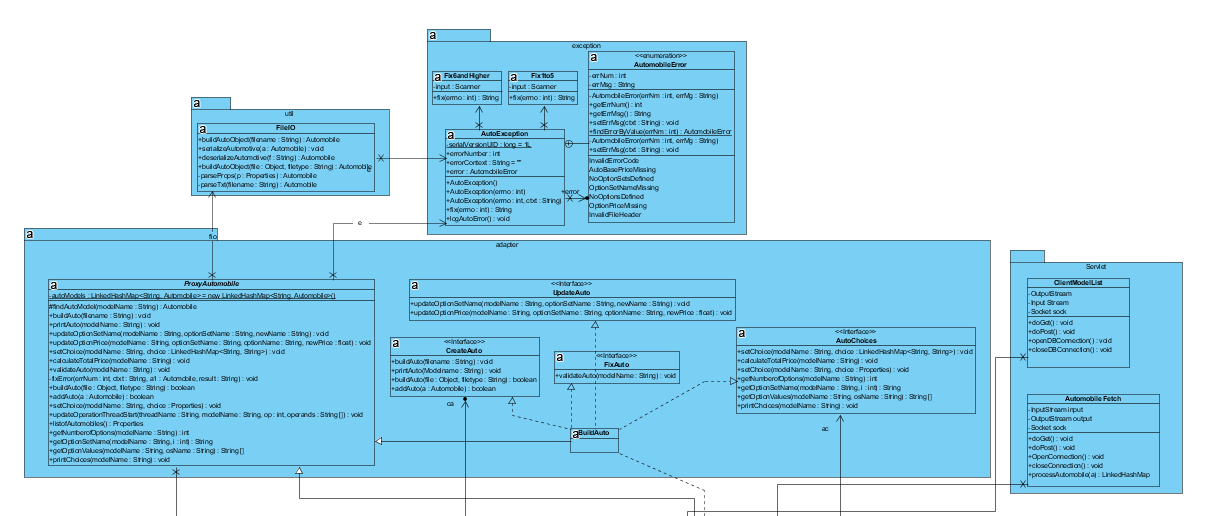 a
exception
a
Fix6andHigher
-input : Scanner
+fix(errno : int) : String
a
Fix1to5
-input : Scanner
+fix(errno : int) : String
a
<<enumeration>>
AutomobileError
-errNum : int
-errMsg : String
-AutomobileError(errNm : int, errMg : String)
+getErrNum() : int
+getErrMsg() : String
+setErrMsg(ctxt : String) : void
+findErrorByValue(errNm : int) : AutomobileError
-AutomobileError(errNm : int, errMg : String)
+setErrMsg(ctxt : String) : void
InvalidErrorCode
AutoBasePriceMissing
NoOptionSetsDefined
OptionSetNameMissing
NoOptionsDefined
OptionPriceMissing
InvalidFileHeader
a
AutoException
-serialVersionUID : long = 1L
+errorNumber : int
+errorContext : String = ""
+error : AutomobileError
+AutoException()
+AutoException(errno : int)
+AutoException(errno : int, ctxt : String)
+fix(errno : int) : String
+logAutoError() : void
+error
a
util
a
FileIO
+buildAutoObject(filename : String) : Automobile
+serializeAutomotive(a : Automobile) : void
+deserializeAutomotive(f : String) : Automobile
+buildAutoObject(file : Object, filetype : String) : Automobile
-parseProps(p : Properties) : Automobile
-parseTxt(filename : String) : Automobile
e
fio
a
adapter
a
ProxyAutomobile
-autoModels : LinkedHashMap<String, Automobile> = new LinkedHashMap<String, Automobile>()
#findAutoModel(modelName : String) : Automobile
+buildAuto(filename : String) : void
+printAuto(modelName : String) : void
+updateOptionSetName(modelName : String, optionSetName : String, newName : String) : void
+updateOptionPrice(modelName : String, optionSetName : String, optionName : String, newPrice : float) : void
+setChoice(modelName : String, choice : LinkedHashMap<String, String>) : void
+calculateTotalPrice(modelName : String) : void
+validateAuto(modelName : String) : void
-fixError(errNum : int, ctxt : String, a1 : Automobile, result : String) : void
+buildAuto(file : Object, filetype : String) : boolean
+addAuto(a : Automobile) : boolean
+setChoice(modelName : String, choice : Properties) : void
+updateOperationThreadStart(threadName : String, modelName : String, op : int, operands : String[]) : void
+listofAutomobiles() : Properties
+getNumberofOptions(modelName : String) : int
+getOptionSetName(modelName : String, i : int) : String
+getOptionValues(modelName : String, osName : String) : String[]
+printChoices(modelName : String) : void
a
<<Interface>>
UpdateAuto
+updateOptionSetName(modelName : String, optionSetName : String, newName : String) : void
+updateOptionPrice(modelName : String, optionSetName : String, optionName : String, newPrice : float) : void
a
<<Interface>>
CreateAuto
+buildAuto(filename : String) : void
+printAuto(Modelname : String) : void
+buildAuto(file : Object, filetype : String) : boolean
+addAuto(a : Automobile) : boolean
ca
a
<<Interface>>
FixAuto
+validateAuto(modelName : String) : void
a
<<Interface>>
AutoChoices
+setChoice(modelName : String, choice : LinkedHashMap<String, String>) : void
+calculateTotalPrice(modelName : String) : void
+setChoice(modelName : String, choice : Properties) : void
+getNumberofOptions(modelName : String) : int
+getOptionSetName(modelName : String, i : int) : String
+getOptionValues(modelName : String, osName : String) : String[]
+printChoices(modelName : String) : void
ac
a
BuildAuto
a
Servlet
a
ClientModelList
-OutputStream
-Input Stream
-Socket sock
+doGet() : void
+doPost() : void
+openDBConnection() : void
+closeDBConnection() : void
a
Automobile Fetch
-InputStream input
-OutputStream output
-Socket sock
+doGet() : void
+doPost() : void
+OpenConnection() : void
+closeConnection() : void
+processAutomobile(a) : LinkedHashMap